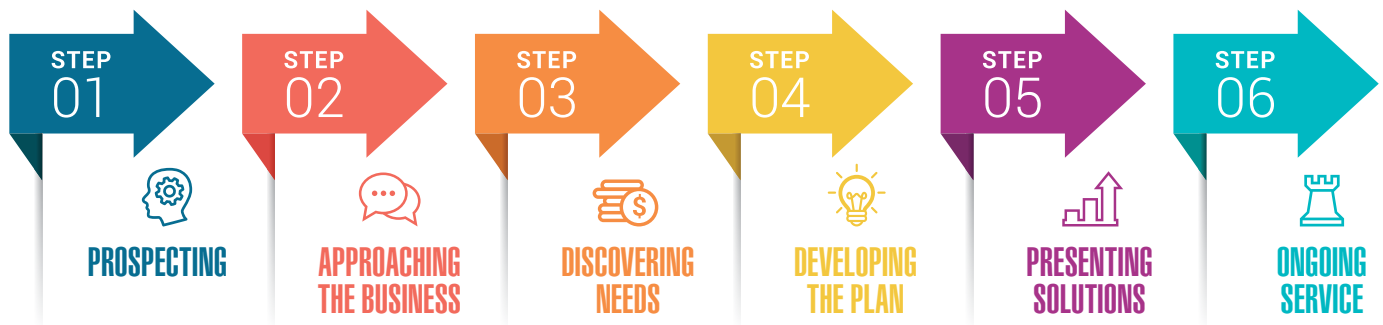 STEP
01
PROSPECTING
STEP
02
APPROACHING
THE BUSINESS
STEP
03
$
DISCOVERING
NEEDS
STEP
04
DEVELOPING
THE PLAN
STEP
05
PRESENTING
SOLUTIONS
STEP
06
ONGOING
SERVICE